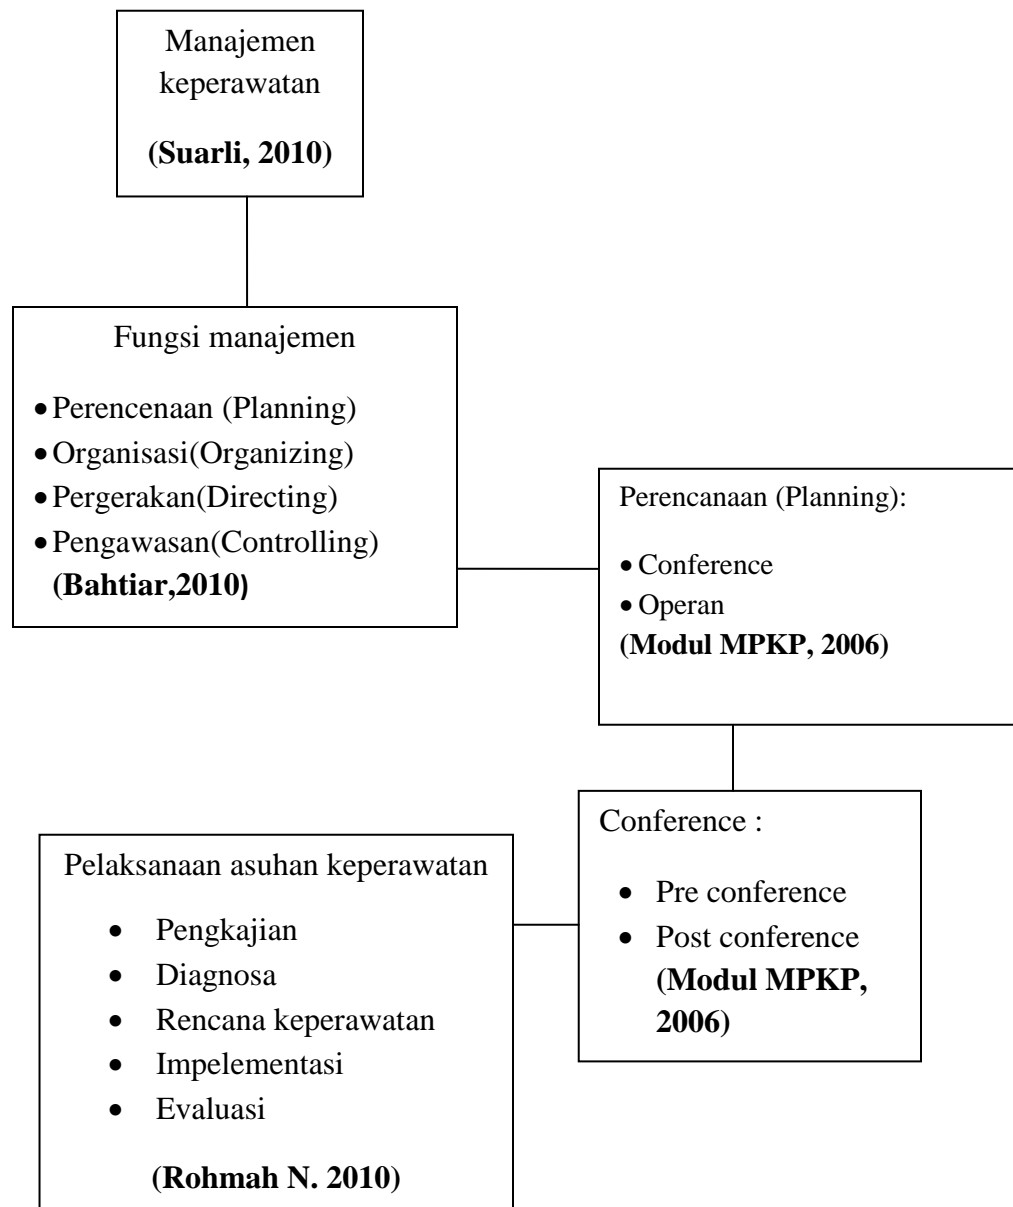 Manajemen
keperawatan
(Suarli, 2010)
Fungsi manajemen
• Perencenaan (Planning)
• Organisasi(Organizing)
• Pergerakan(Directing)
• Pengawasan(Controlling)
(Bahtiar,2010)
Perencanaan (Planning):
• Conference
• Operan
(Modul MPKP, 2006)
Conference :
• Pre conference
• Post conference
(Modul MPKP,
2006)
Pelaksanaan asuhan keperawatan
• Pengkajian
• Diagnosa
• Rencana keperawatan
• Impelementasi
• Evaluasi
(Rohmah N. 2010)